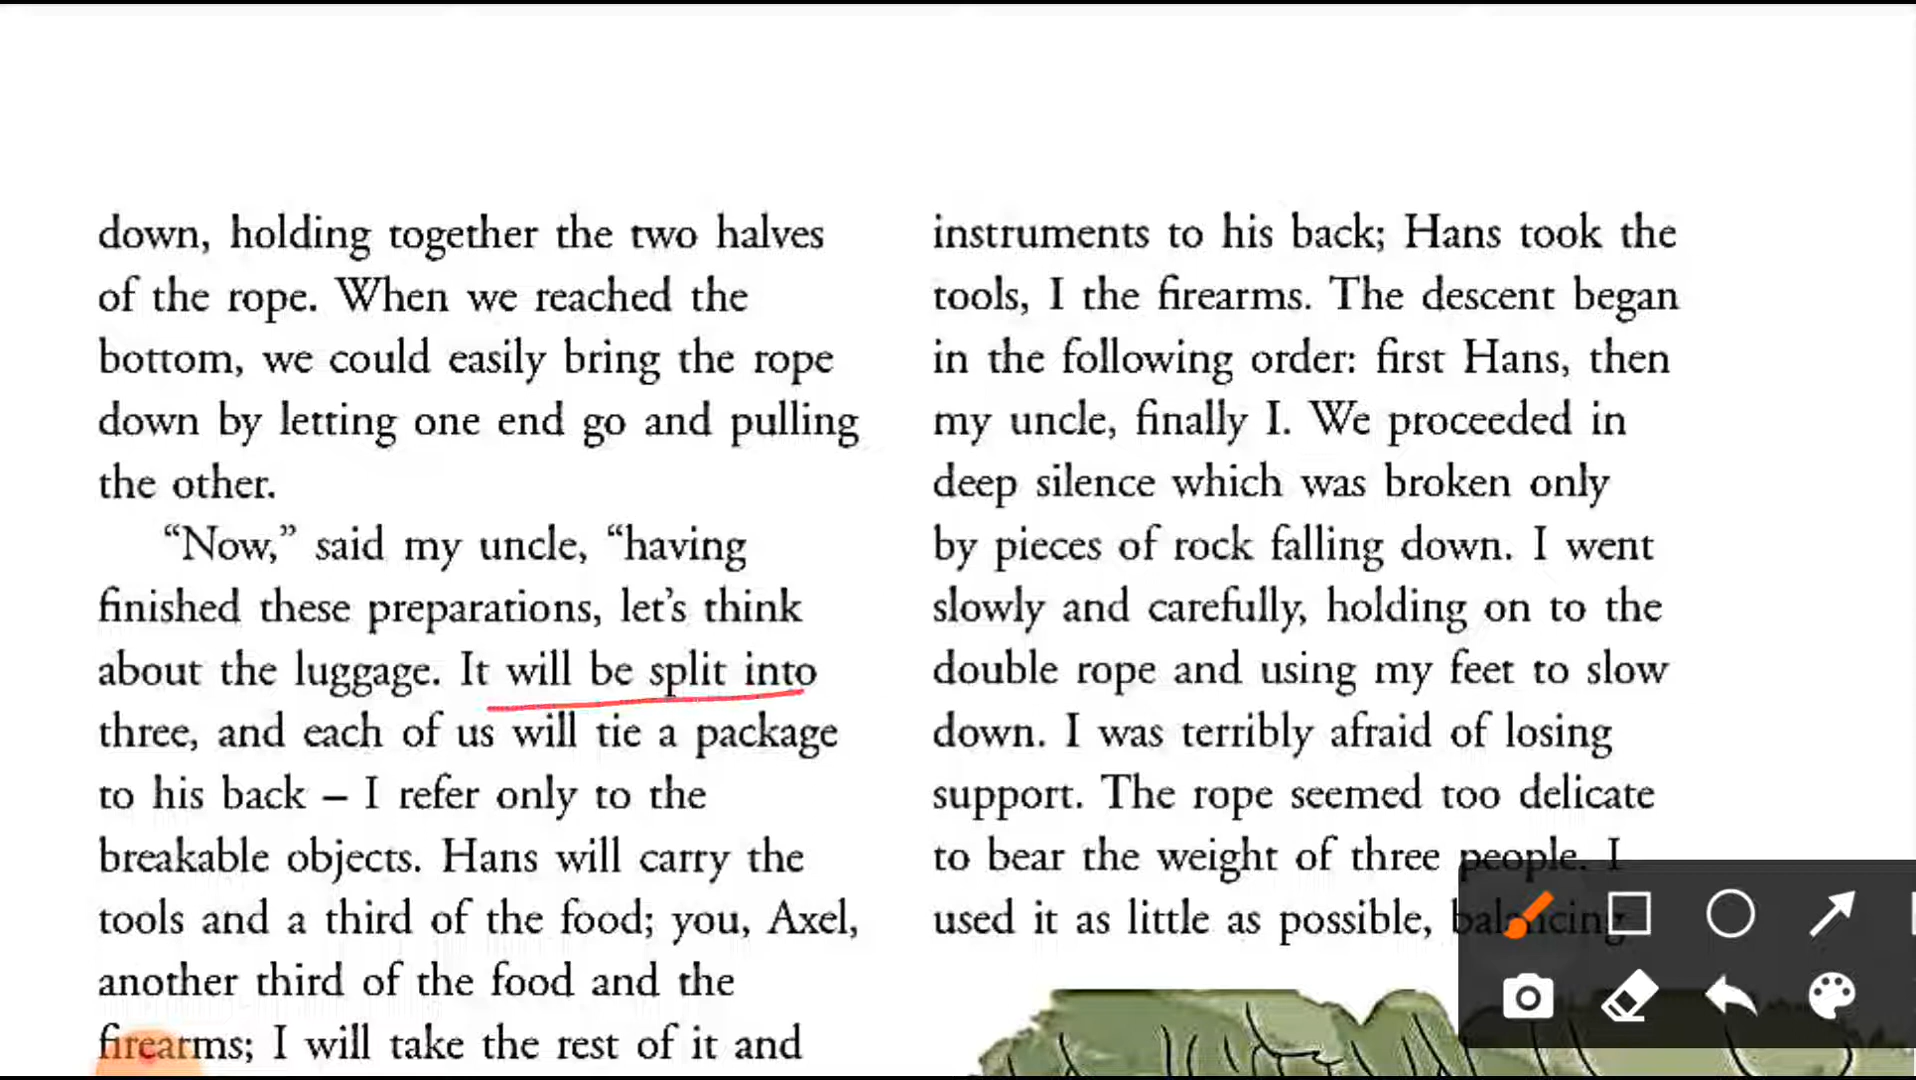 down, holding together the two halves
of the rope. When we reached the
bottom, we could easily bring the rope
down by letting one end go and pulling
the other.
“Now,” said my uncle, “having
finished these preparations, let’s think
about the luggage. It will be split into
three, and each of us will tie a package
to his back – I refer only to the
breakable objects. Hans will carry the
tools and a third of the food; you, Axel,
another third of the food and the
firearms; I will take the rest of it and
instruments to his back; Hans took the
tools, I the firearms. The descent began
in the following order: first Hans, then
my uncle, finally I. We proceeded in
deep silence which was broken only
by pieces of rock falling down. I went
slowly and carefully, holding on to the
double rope and using my feet to slow
down. I was terribly afraid of losing
support. The rope seemed too delicate
to bear the weight of three people. I
used it as little as possible, balancing